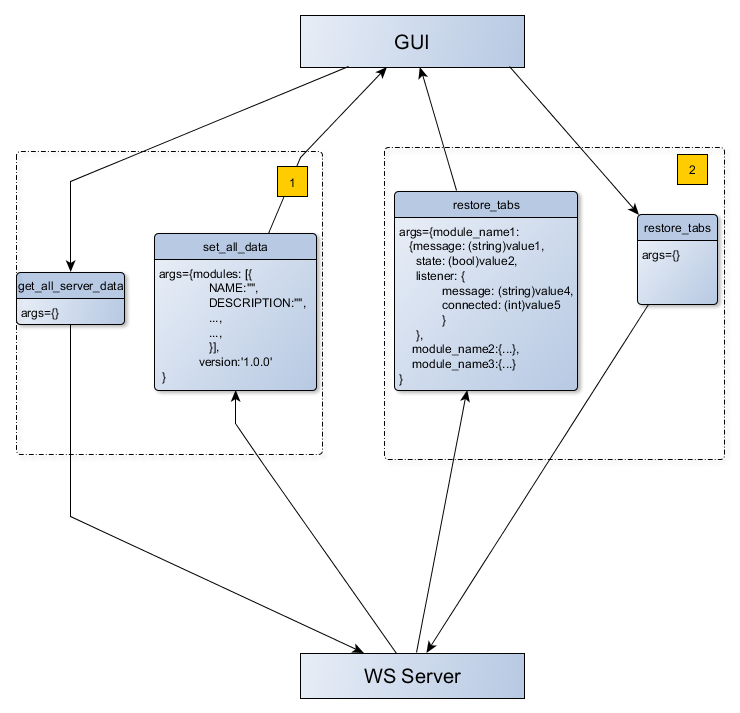 GUI
1
get_all_server_data
args={}
set_all_data
args={modules: [{
NAME:"",
DESCRIPTION:"",
...,
...,
}],
version:'1.0.0'
}
2
restore_tabs
args={module_name1:
{message: (string)value1,
state: (bool)value2,
listener: {
message: (string)value4,
connected: (int)value5
}
},
module_name2:{...},
module_name3:{...}
}
restore_tabs
args={}
WS Server